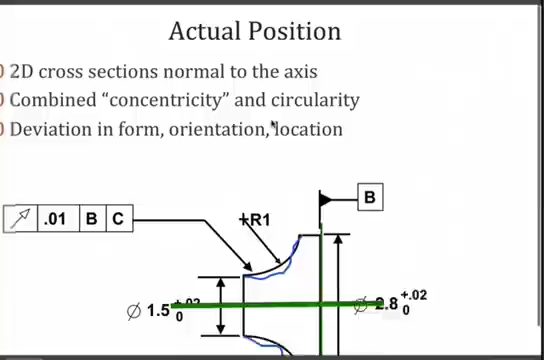 Actual Position
2D cross sections normal to the axis
Combined “concentricity” and circularity
Deviation in form, orientation, location
B
.01 B C
R1
∅ 1.5 +.02 0
∅ 2.8 +.02 0